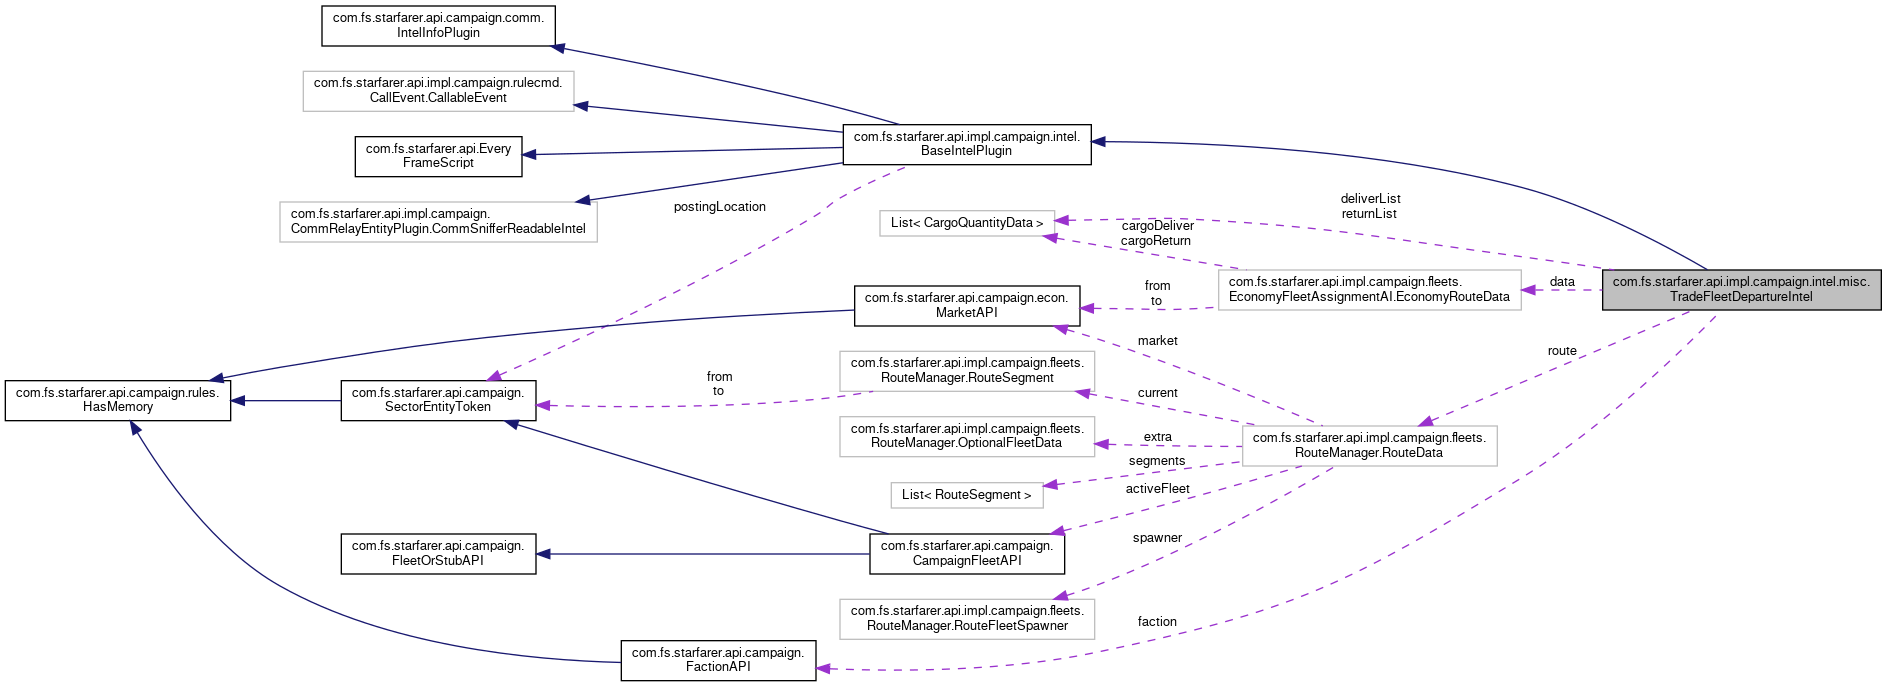 com.fs.starfarer.api.campaign.comm.
IntelInfoPlugin
com.fs.starfarer.api.impl.campaign.rulecmd.
CallEvent.CallableEvent
com.fs.starfarer.api.Every
FrameScript
com.fs.starfarer.api.impl.campaign.
CommRelayEntityPlugin.CommSnifferReadableIntel
com.fs.starfarer.api.impl.campaign.intel.
BaseIntelPlugin
postingLocation
List< CargoQuantityData >
deliverList
returnList
cargoDeliver
cargoReturn
com.fs.starfarer.api.impl.campaign.fleets.
EconomyFleetAssignmentAI.EconomyRouteData
data
com.fs.starfarer.api.impl.campaign.intel.misc.
TradeFleetDepartureIntel
com.fs.starfarer.api.campaign.econ.
MarketAPI
from
to
market
route
com.fs.starfarer.api.impl.campaign.fleets.
RouteManager.RouteSegment
from
to
current
com.fs.starfarer.api.campaign.rules.
HasMemory
com.fs.starfarer.api.campaign.
SectorEntityToken
com.fs.starfarer.api.impl.campaign.fleets.
RouteManager.OptionalFleetData
extra
com.fs.starfarer.api.impl.campaign.fleets.
RouteManager.RouteData
segments
List< RouteSegment >
activeFleet
com.fs.starfarer.api.campaign.
FleetOrStubAPI
com.fs.starfarer.api.campaign.
CampaignFleetAPI
spawner
com.fs.starfarer.api.impl.campaign.fleets.
RouteManager.RouteFleetSpawner
faction
com.fs.starfarer.api.campaign.
FactionAPI